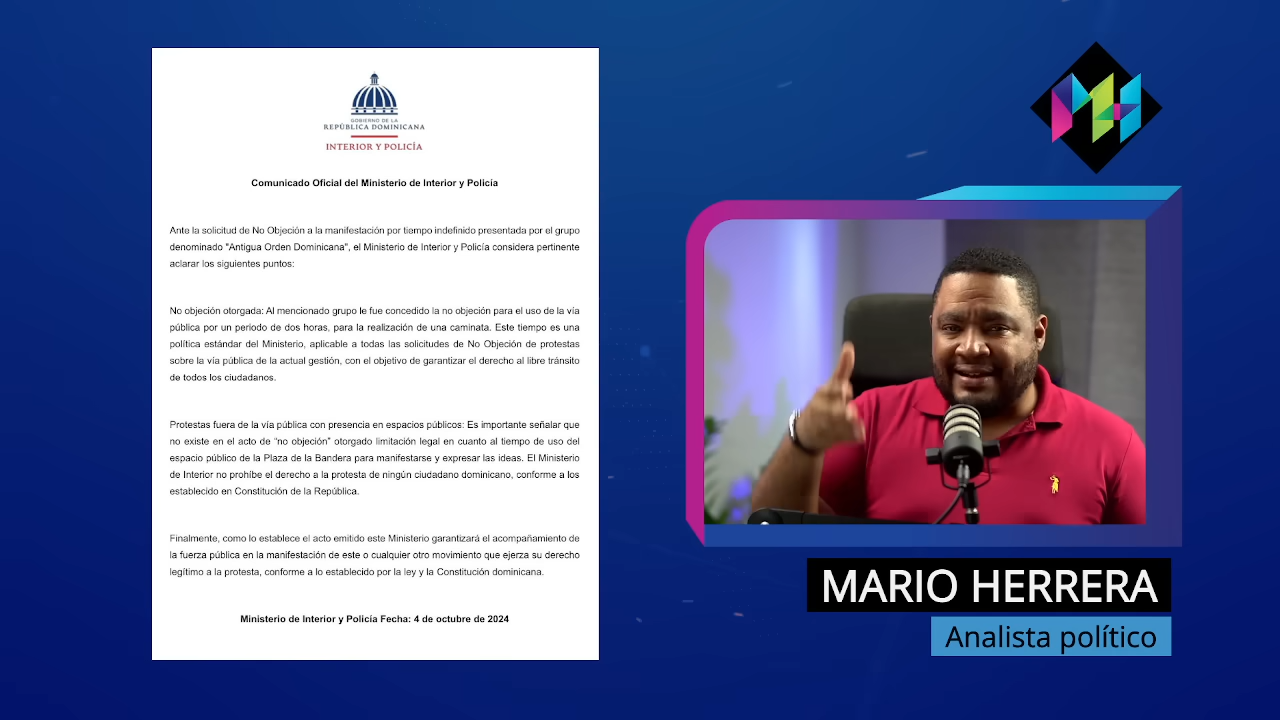 GOBIERNO DE LA
REPÚBLICA DOMINICANA
INTERIOR Y POLICÍA
Comunicado Oficial del Ministerio de Interior y Policía
Ante la solicitud de No Objeción a la manifestación por tiempo indefinido presentada por el grupo
denominado "Antigua Orden Dominicana", el Ministerio de Interior y Policía considera pertinente
aclarar los siguientes puntos:
No objeción otorgada: Al mencionado grupo le fue concedido la no objeción para el uso de la vía
pública por un periodo de dos horas, para la realización de una caminata. Este tiempo es una
política estándar del Ministerio, aplicable a todas las solicitudes de No Objeción de protestas
sobre la vía pública de la actual gestión, con el objetivo de garantizar el derecho al libre tránsito
de todos los ciudadanos.
Protestas fuera de la vía pública con presencia en espacios públicos: Es importante señalar que
no existe en el acto de “no objeción” otorgado limitación legal en cuanto al tiempo de uso del
espacio público de la Plaza de la Bandera para manifestarse y expresar las ideas. El Ministerio
de Interior no prohíbe el derecho a la protesta de ningún ciudadano dominicano, conforme a los
establecido en Constitución de la República.
Finalmente, como lo establece el acto emitido este Ministerio garantizará el acompañamiento de
la fuerza pública en la manifestación de este o cualquier otro movimiento que ejerza su derecho
legítimo a la protesta, conforme a lo establecido por la ley y la Constitución dominicana.
Ministerio de Interior y Policía Fecha: 4 de octubre de 2024
MH
MARIO HERRERA
Analista político